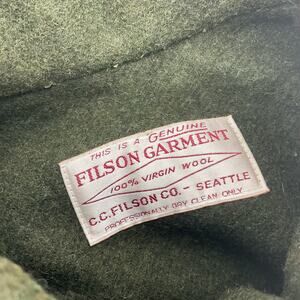 THIS IS A GENUINE
FILSON GARMENT
100% VIRGIN WOOL
C.C. FILSON CO. - SEATTLE
PROFESSIONALLY DRY CLEAN ONLY